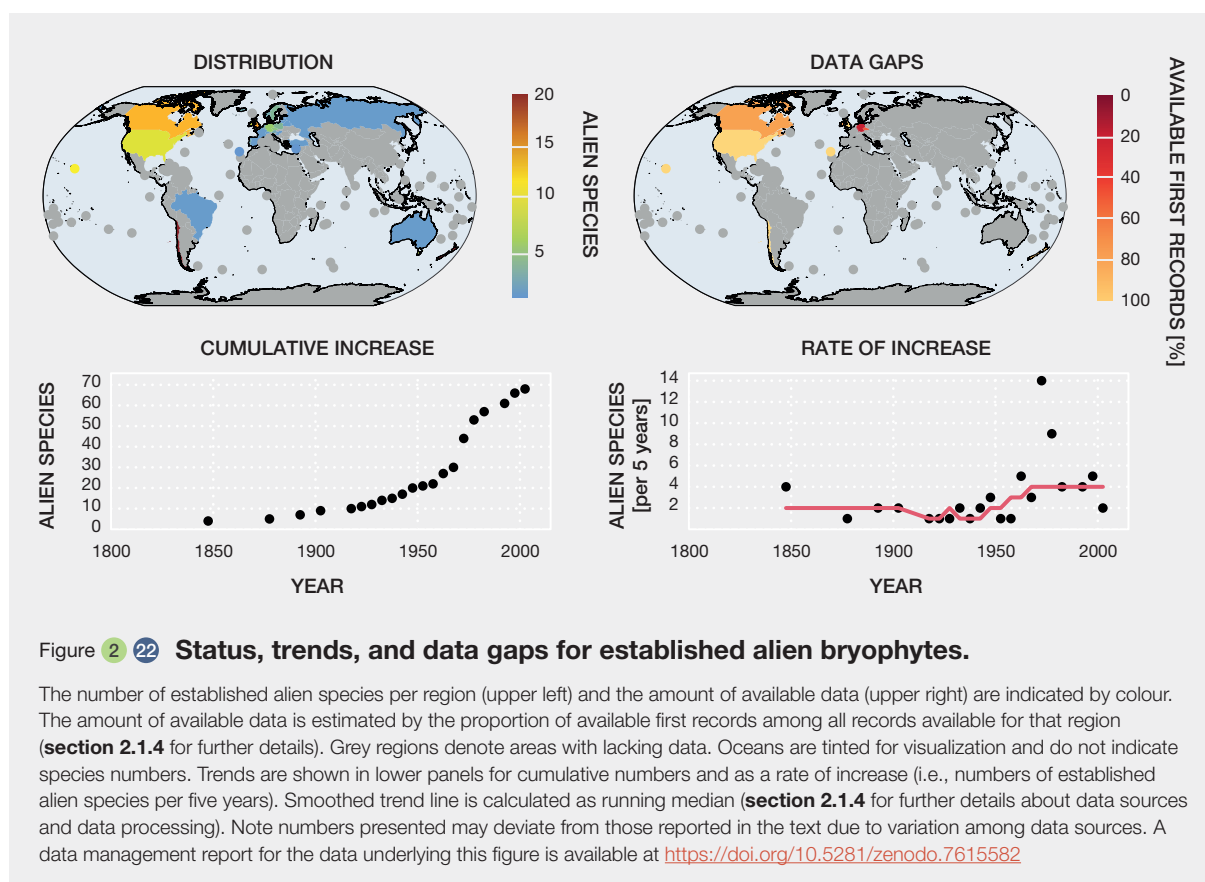 DISTRIBUTION
20
15
10
5
ALIEN SPECIES
DATA GAPS
0
20
40
60
80
100
AVAILABLE FIRST RECORDS [%]
CUMULATIVE INCREASE
ALIEN SPECIES
70
60
50
40
30
20
10
0
1800
1850
1900
1950
2000
YEAR
RATE OF INCREASE
ALIEN SPECIES
[per 5 years]
14
12
10
8
6
4
2
1800
1850
1900
1950
2000
YEAR
Figure 2 22 Status, trends, and data gaps for established alien bryophytes.
The number of established alien species per region (upper left) and the amount of available data (upper right) are indicated by colour.
The amount of available data is estimated by the proportion of available first records among all records available for that region
(section 2.1.4 for further details). Grey regions denote areas with lacking data. Oceans are tinted for visualization and do not indicate
species numbers. Trends are shown in lower panels for cumulative numbers and as a rate of increase (i.e., numbers of established
alien species per five years). Smoothed trend line is calculated as running median (section 2.1.4 for further details about data sources
and data processing). Note numbers presented may deviate from those reported in the text due to variation among data sources. A
data management report for the data underlying this figure is available at https://doi.org/10.5281/zenodo.7615582